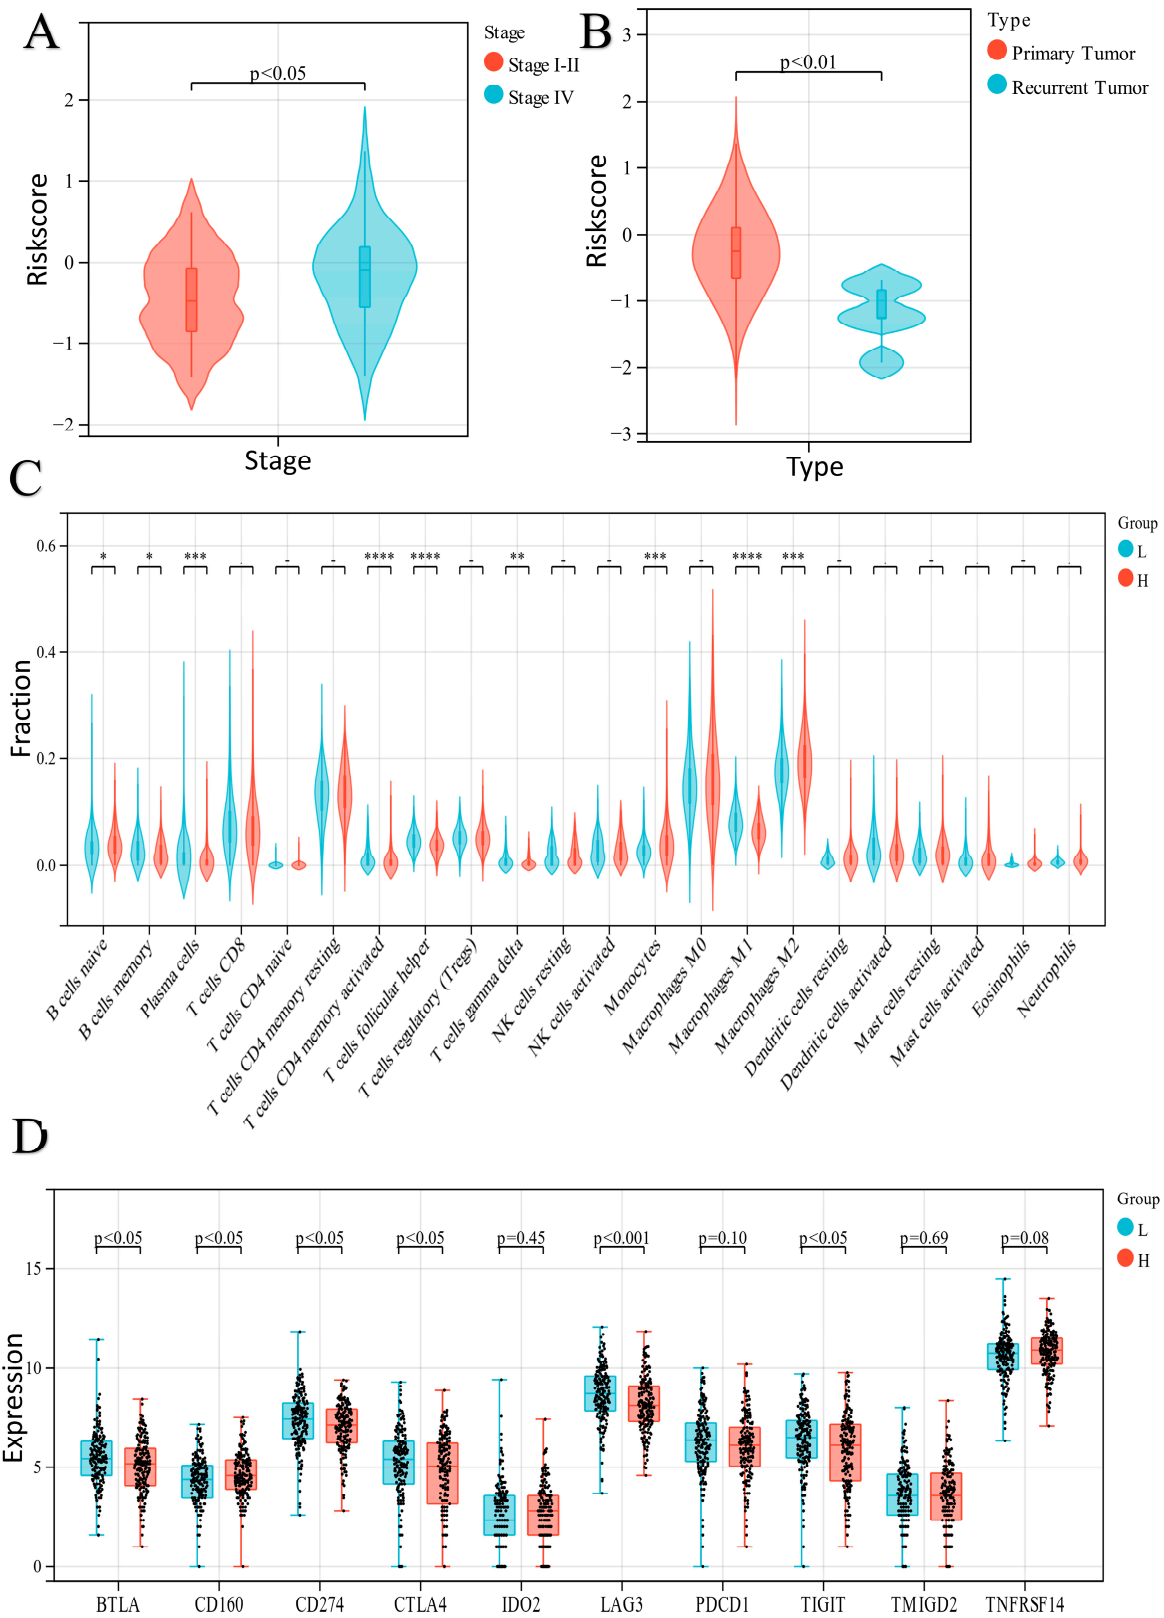 A
Stage
Stage I-II
Stage IV
p<0.05
2
1
0
−1
−2
Riskscore
Stage
B
Type
Primary Tumor
Recurrent Tumor
p<0.01
3
2
1
0
−1
−2
−3
Riskscore
Type
C
Group
L
H
* * *** - - **** **** - ** - - *** - **** *** - - -
0.6
0.4
0.2
0.0
Fraction
B cells naive
B cells memory
Plasma cells
T cells CD8
T cells CD4 naive
T cells CD4 memory resting
T cells CD4 memory activated
T cells follicular helper
T cells regulatory (Tregs)
T cells gamma delta
NK cells resting
NK cells activated
Monocytes
Macrophages M0
Macrophages M1
Macrophages M2
Dendritic cells resting
Dendritic cells activated
Mast cells resting
Mast cells activated
Eosinophils
Neutrophils
D
Group
L
H
p<0.05 p<0.05 p<0.05 p<0.05 p=0.45 p<0.001 p=0.10 p<0.05 p=0.69 p=0.08
15
10
5
0
Expression
BTLA CD160 CD274 CTLA4 IDO2 LAG3 PDCD1 TIGIT TMIGD2 TNFRSF14